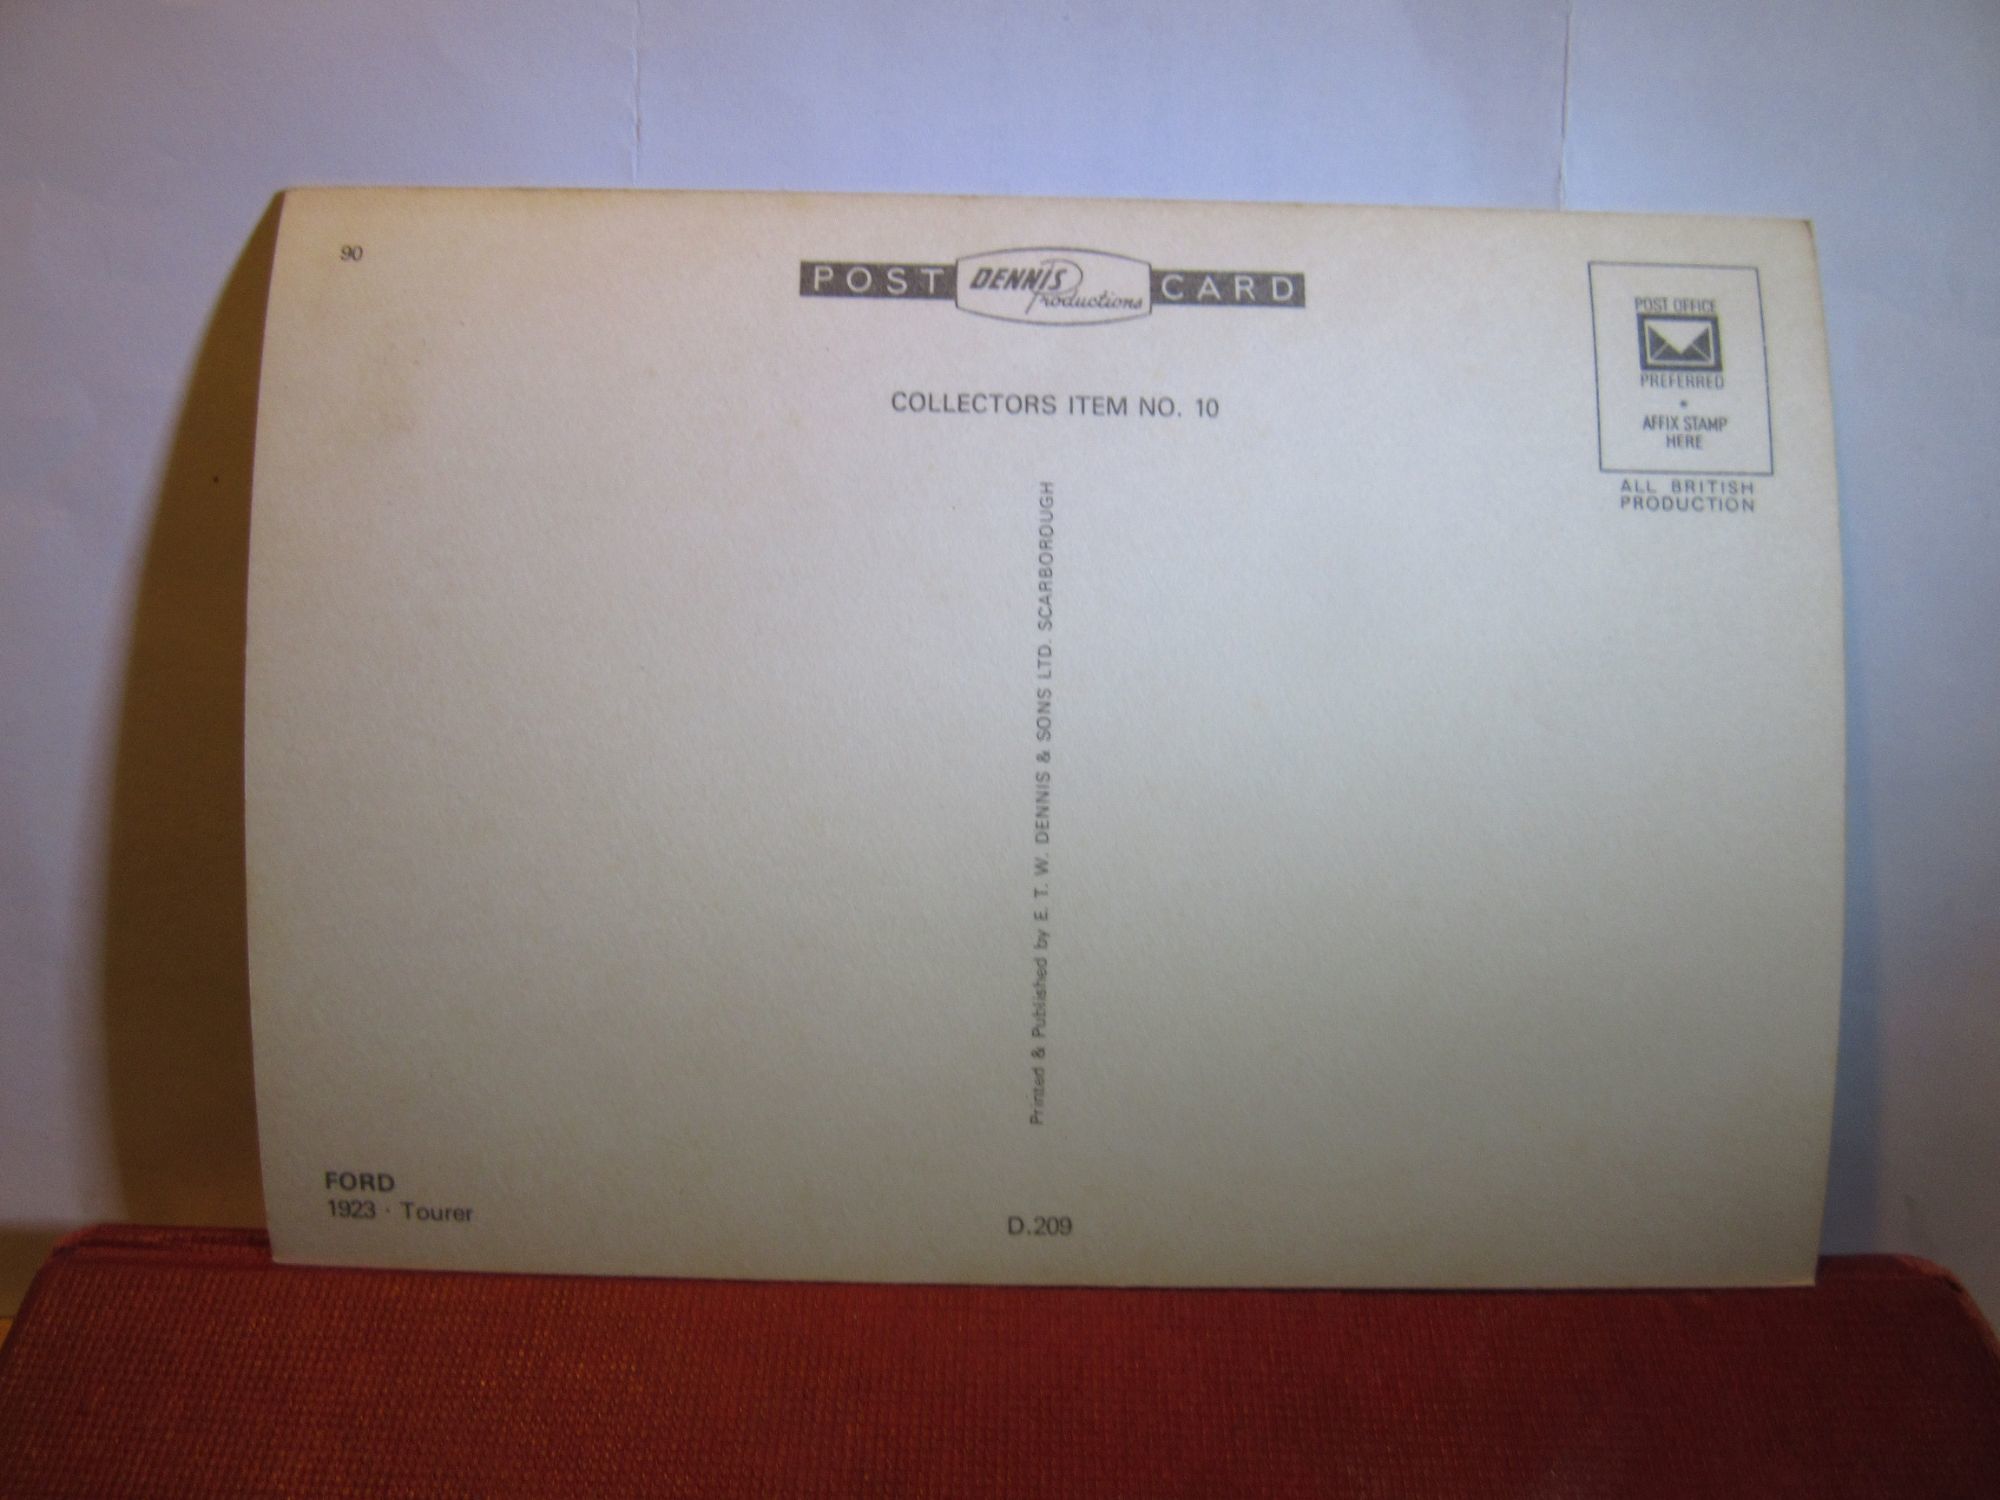 90
POST DENNIS Productions CARD
COLLECTORS ITEM NO. 10
POST OFFICE
PREFERRED
AFFIX STAMP
HERE
ALL BRITISH
PRODUCTION
Printed & Published by E. T. W. DENNIS & SONS LTD. SCARBOROUGH
FORD
1923 · Tourer
D.209